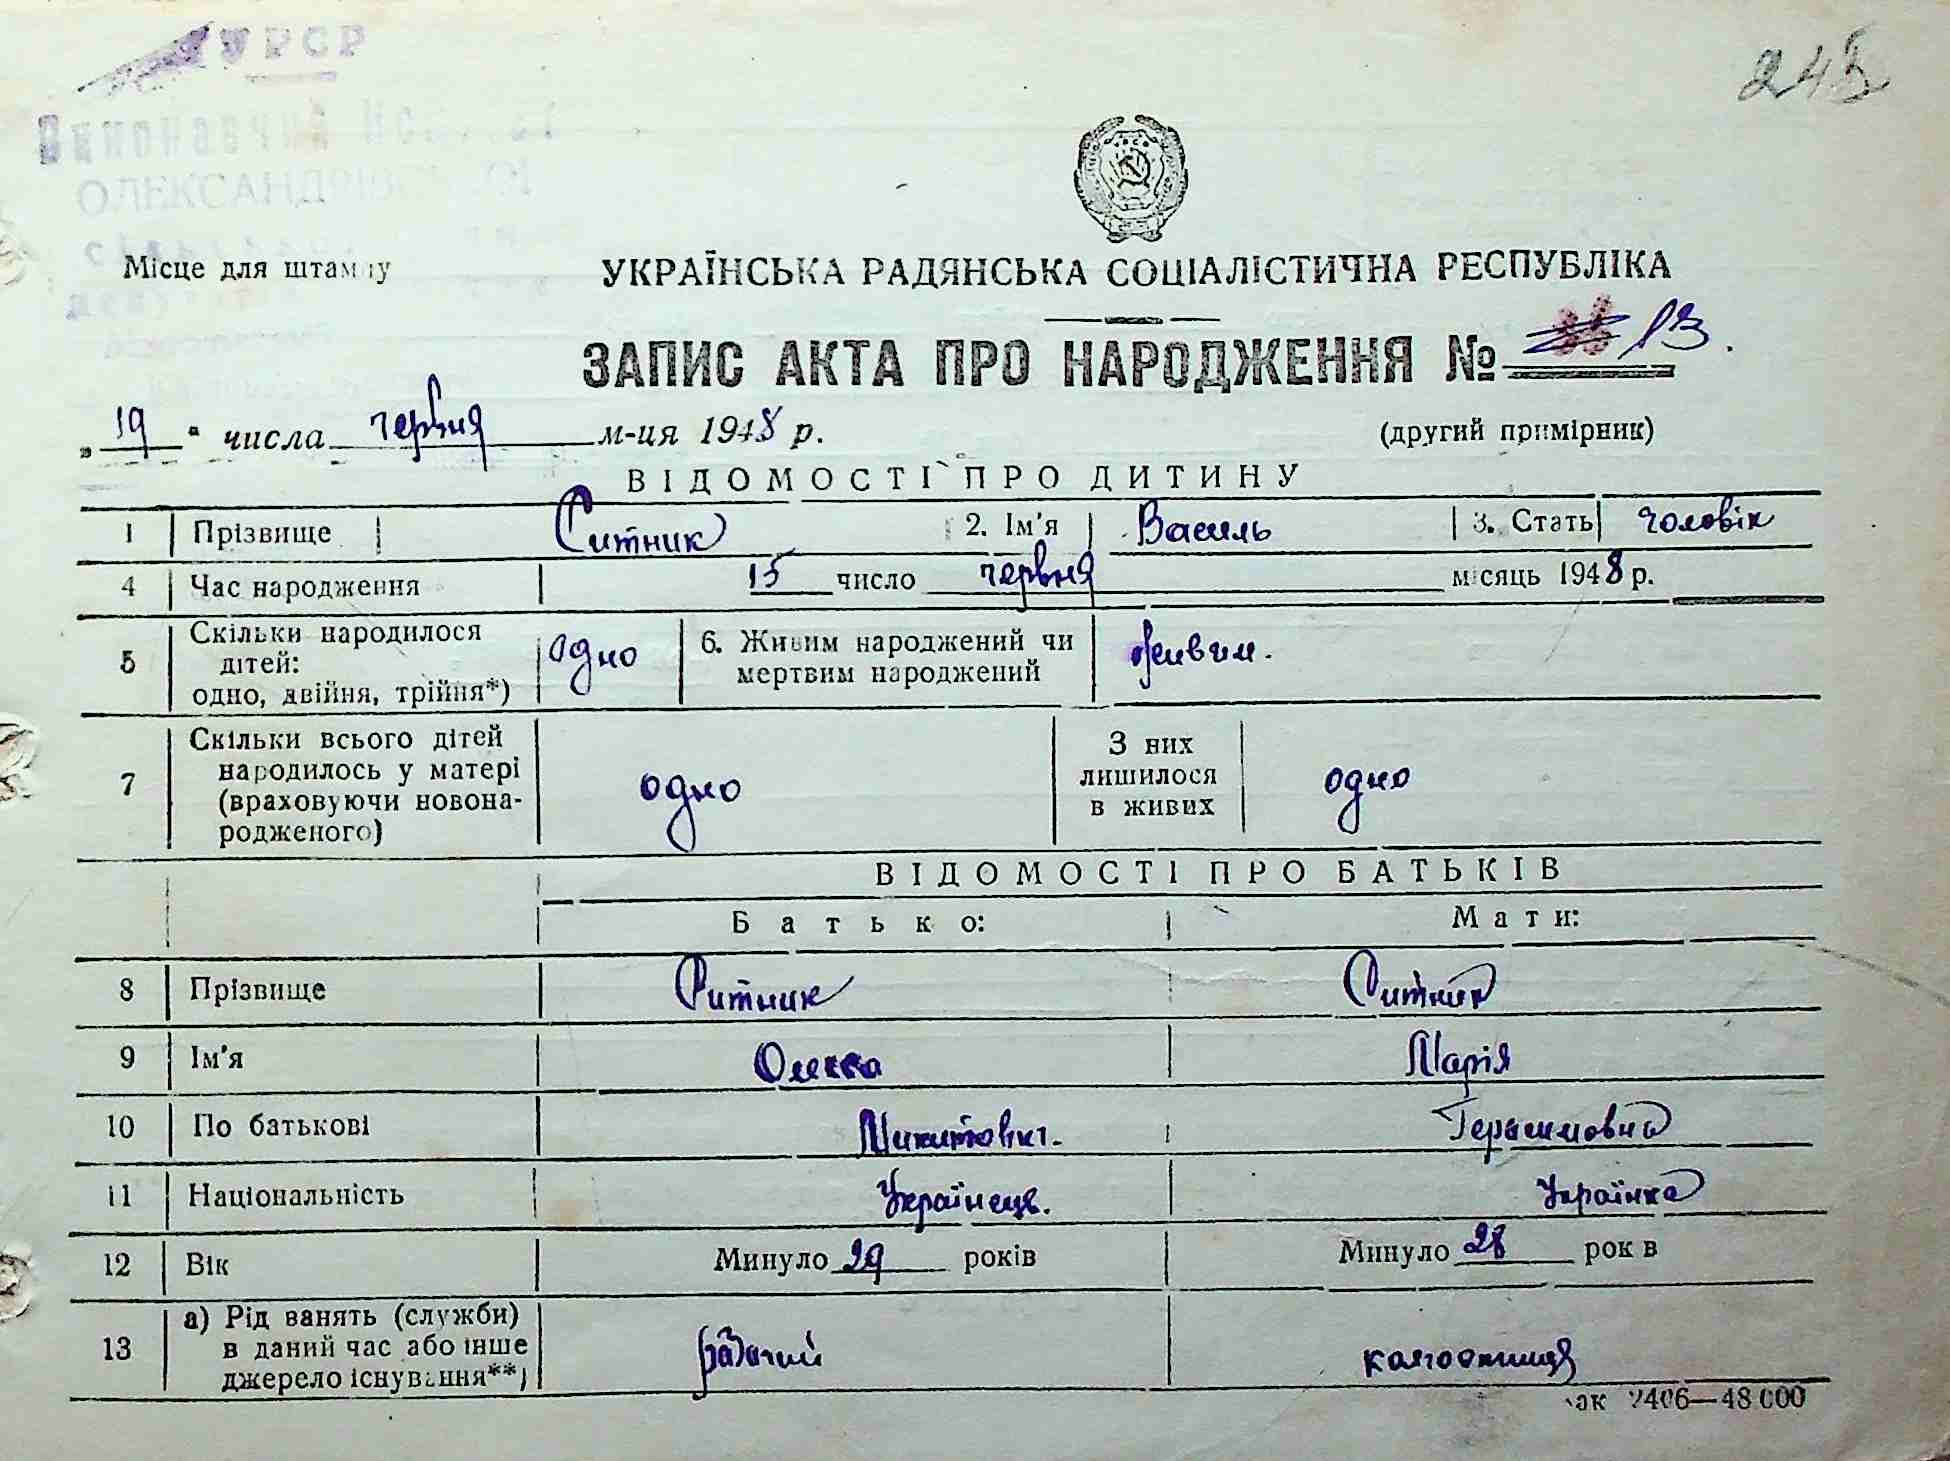 УРСР
245
Виконавчий
ОЛЕКСАНДРІВСЬКОЇ
Місце для штампу
УКРАЇНСЬКА РАДЯНСЬКА СОЦІАЛІСТИЧНА РЕСПУБЛІКА
ЗАПИС АКТА ПРО НАРОДЖЕННЯ № 13.
„19“ числа червня м-ця 1948 р.
(другий примірник)
ВІДОМОСТІ ПРО ДИТИНУ
1 Прізвище Ситник 2. Ім'я Василь 3. Стать чоловік
4 Час народження 15 число червня місяць 1948 р.
5 Скільки народилося дітей: одно, двійня, трійня*) одно 6. Живим народжений чи мертвим народжений живим.
7 Скільки всього дітей народилось у матері (враховуючи новонародженого) одно З них лишилося в живих одно
ВІДОМОСТІ ПРО БАТЬКІВ
Батько: Мати:
8 Прізвище Ситник Ситник
9 Ім'я Олекса Марія
10 По батькові Микитович. Герасимовна
11 Національність Українець. Українка
12 Вік Минуло 29 років Минуло 28 рок в
13 а) Рід занять (служби) в даний час або інше джерело існування**) робочий колгоспниця
ак 2406—48 000